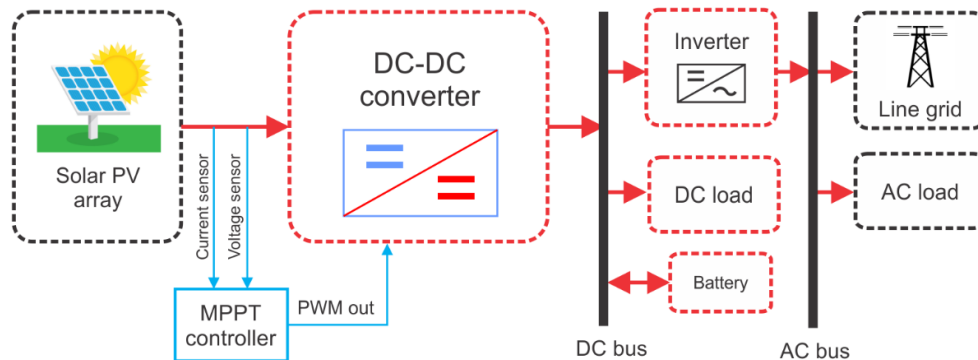 Solar PV
array
Current sensor
Voltage sensor
MPPT
controller
PWM out
DC-DC
converter
DC bus
Inverter
DC load
Battery
AC bus
Line grid
AC load